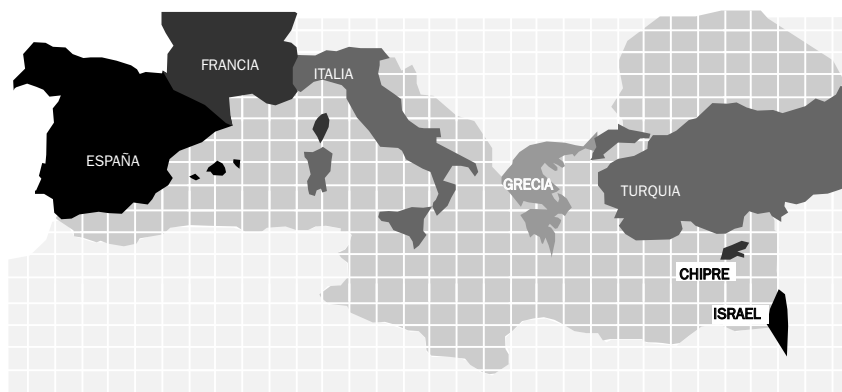 FRANCIA
ITALIA
ESPAÑA
GRECIA
TURQUIA
CHIPRE
ISRAEL